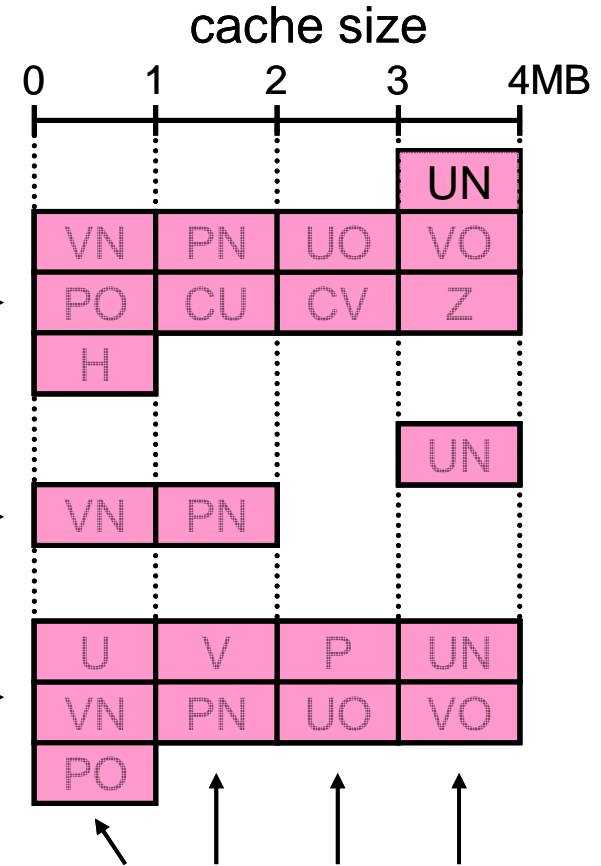 cache size
0 1 2 3 4MB
UN
VN PN UO VO
PO CU CV Z
H
UN
VN PN
U V P UN
VN PN UO VO
PO